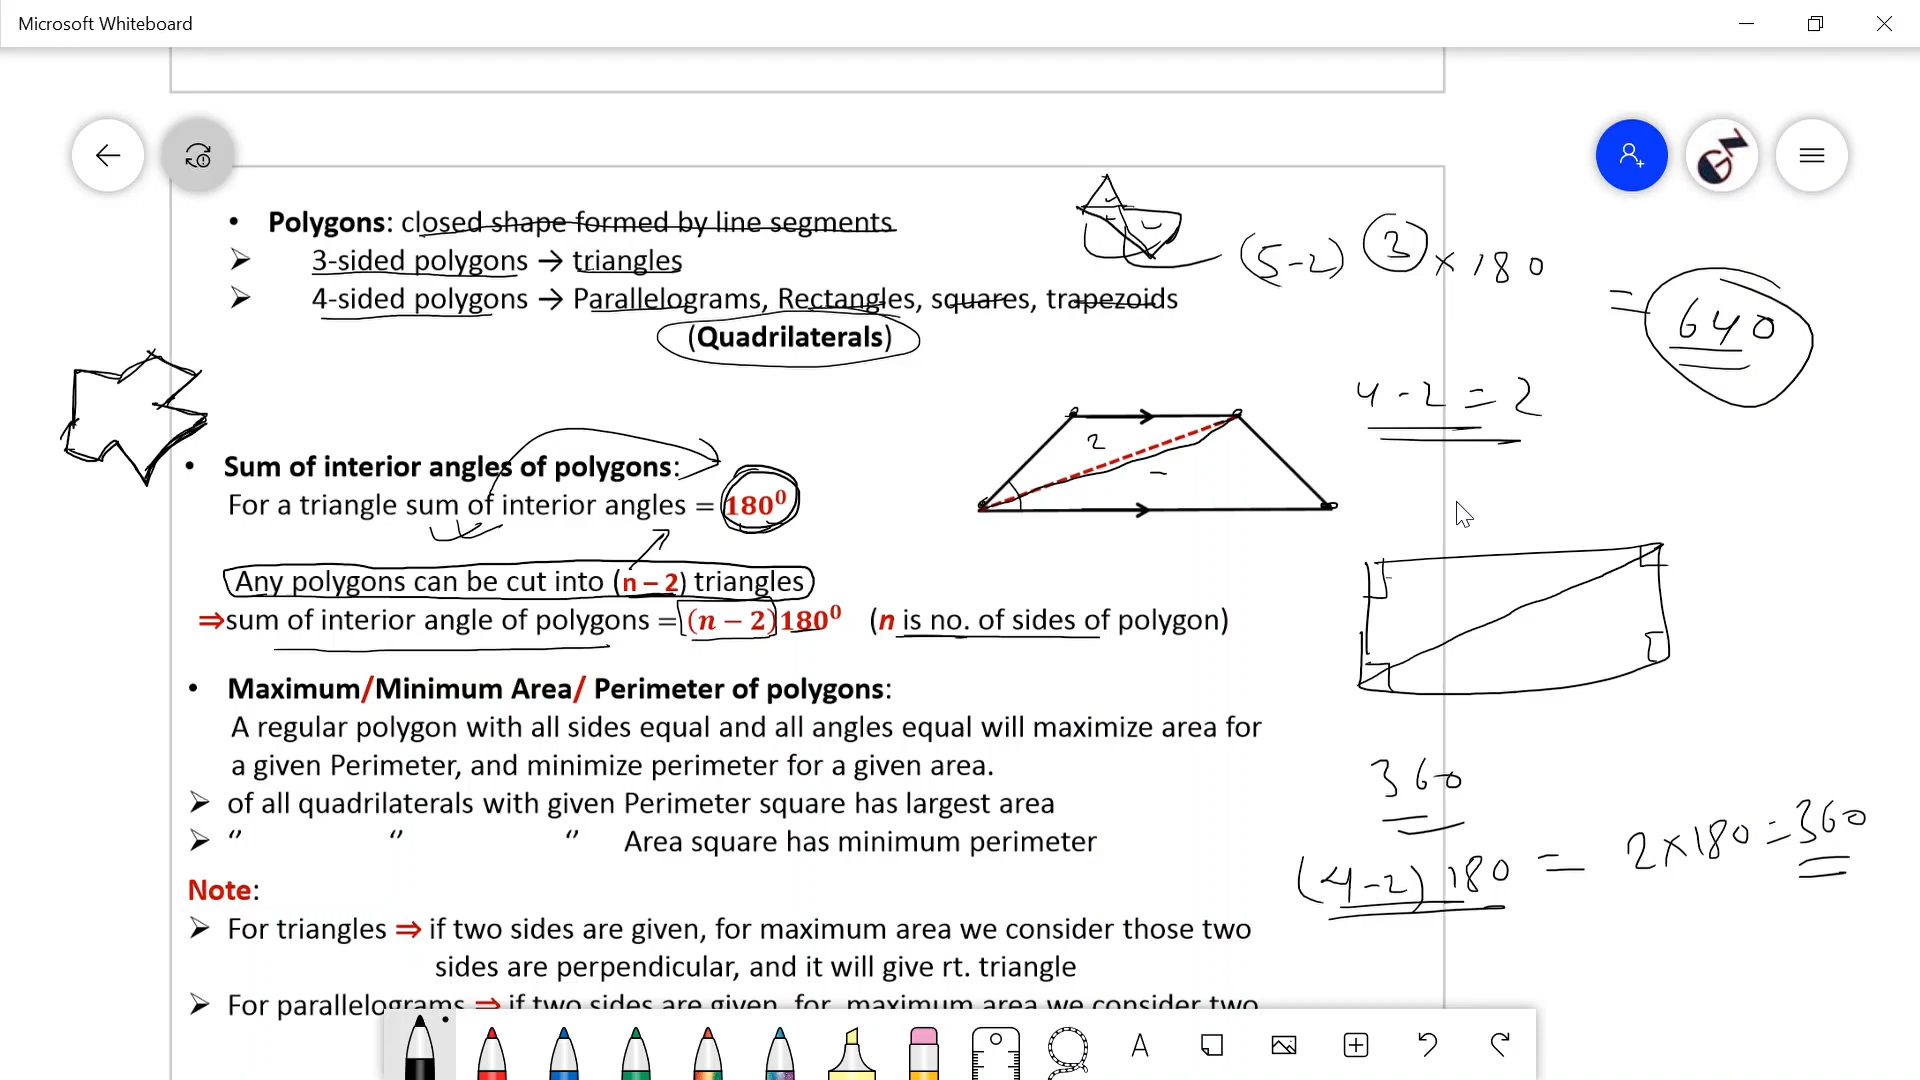 Microsoft Whiteboard
• Polygons: closed shape formed by line segments
➢ 3-sided polygons → triangles
➢ 4-sided polygons → Parallelograms, Rectangles, squares, trapezoids
(Quadrilaterals)
(5-2) 3 × 180
= 640
4 - 2 = 2
2
• Sum of interior angles of polygons:
For a triangle sum of interior angles = 180⁰
Any polygons can be cut into (n – 2) triangles
⇒sum of interior angle of polygons = (n − 2)180⁰ (n is no. of sides of polygon)
• Maximum/Minimum Area/ Perimeter of polygons:
A regular polygon with all sides equal and all angles equal will maximize area for
a given Perimeter, and minimize perimeter for a given area.
➢ of all quadrilaterals with given Perimeter square has largest area
➢ “ “ “ Area square has minimum perimeter
360
(4-2) 180 = 2×180=360
Note:
➢ For triangles ⇒ if two sides are given, for maximum area we consider those two
sides are perpendicular, and it will give rt. triangle
➢ For parallelograms ⇒ if two sides are given, for maximum area we consider two
A